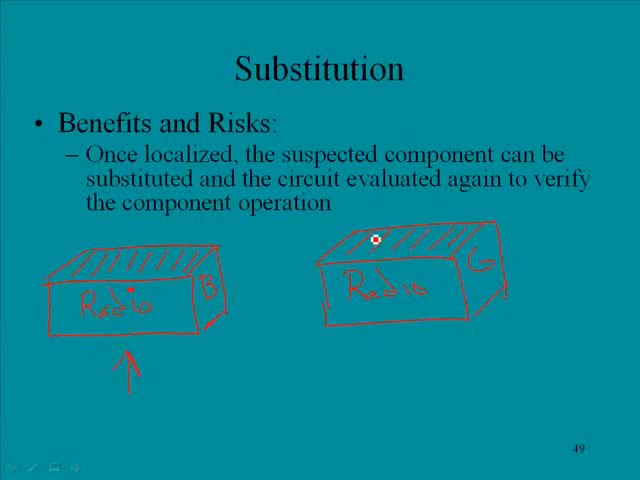 Substitution
• Benefits and Risks:
– Once localized, the suspected component can be
substituted and the circuit evaluated again to verify
the component operation
Radio B
Radio G
49